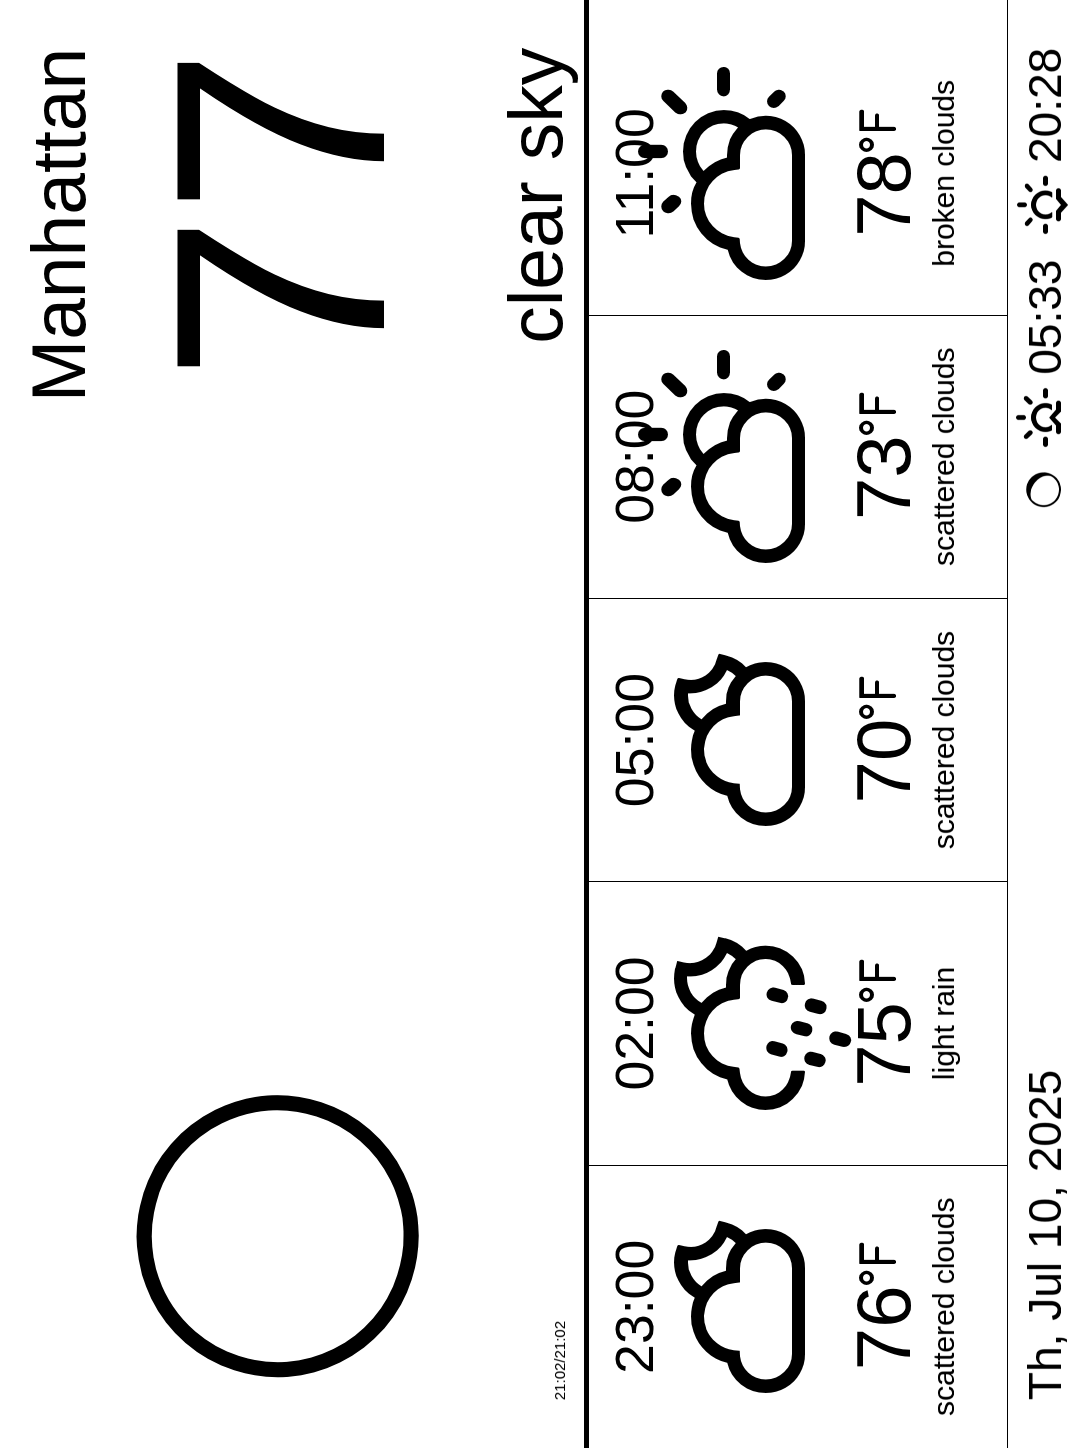 Manhattan
77
21:02/21:02
clear sky
23:00
02:00
05:00
08:00
11:00
76°F
75°F
70°F
73°F
78°F
scattered clouds
light rain
scattered clouds
scattered clouds
broken clouds
Th, Jul 10, 2025
05:33
20:28